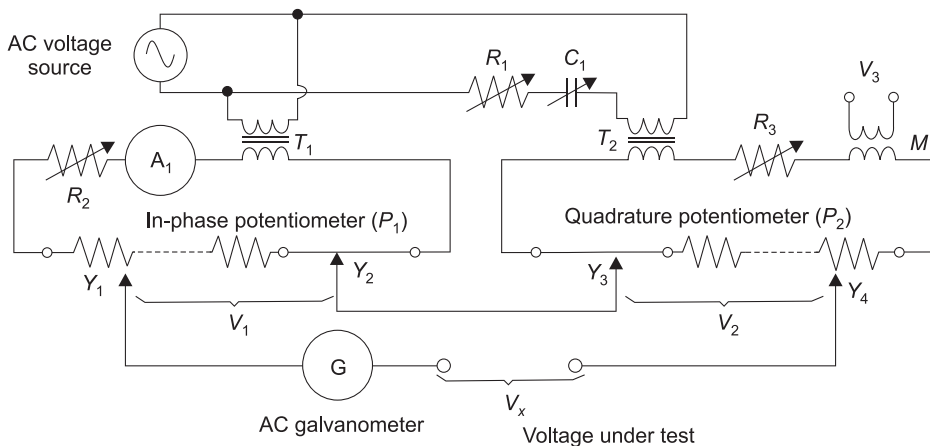 AC voltage
source
R1
C1
V3
T1
T2
R3
M
A1
R2
In-phase potentiometer (P1)
Quadrature potentiometer (P2)
Y1
Y2
Y3
Y4
V1
V2
G
Vx
AC galvanometer
Voltage under test